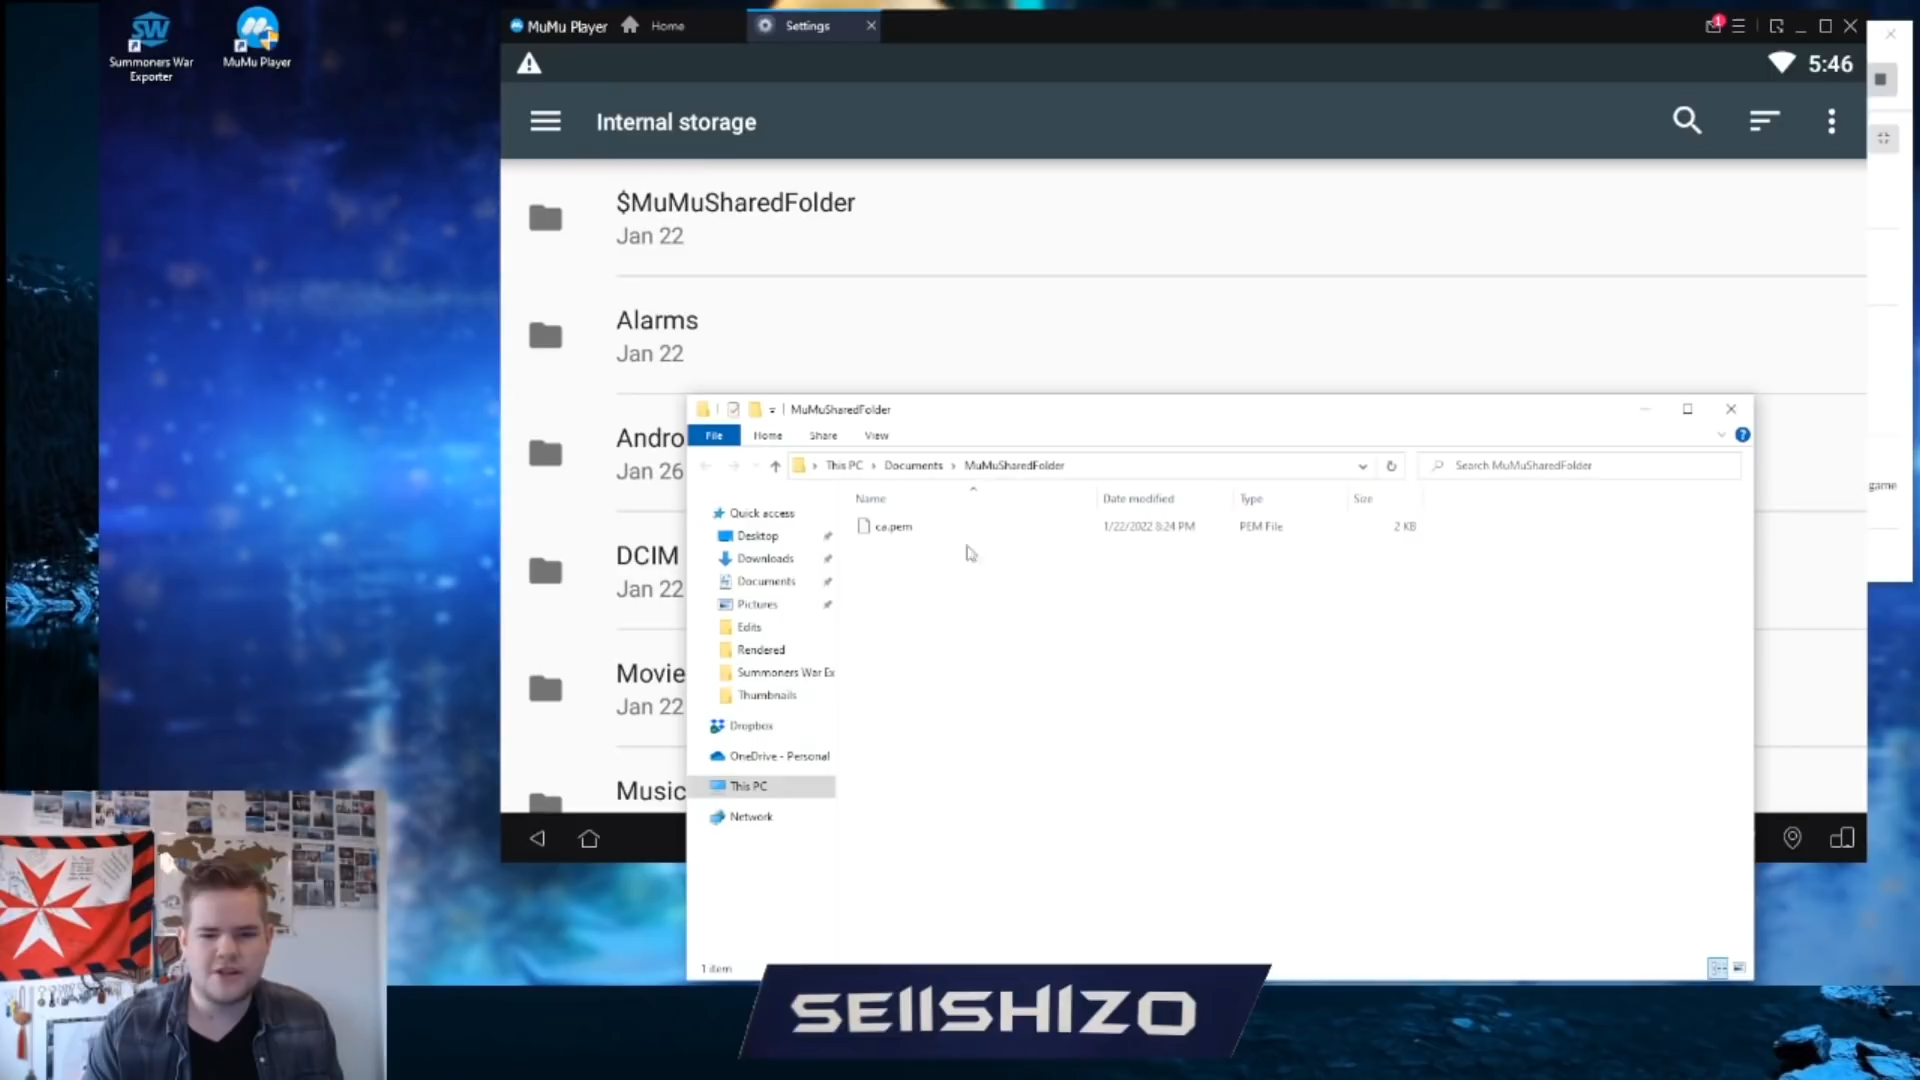 Summoners War
Exporter
MuMu Player
MuMu Player
Home
Settings
1
5:46
Internal storage
$MuMuSharedFolder
Jan 22
Alarms
Jan 22
Andro
Jan 26
DCIM
Jan 22
Movie
Jan 22
Music
MuMuSharedFolder
File
Home
Share
View
This PC
Documents
MuMuSharedFolder
Search MuMuSharedFolder
Name
Date modified
Type
Size
ca.pem
1/22/2022 8:24 PM
PEM File
2 KB
Quick access
Desktop
Downloads
Documents
Pictures
Edits
Rendered
Summoners War Ex
Thumbnails
Dropbox
OneDrive - Personal
This PC
Network
1 item
game
SW
SEIISHIZO